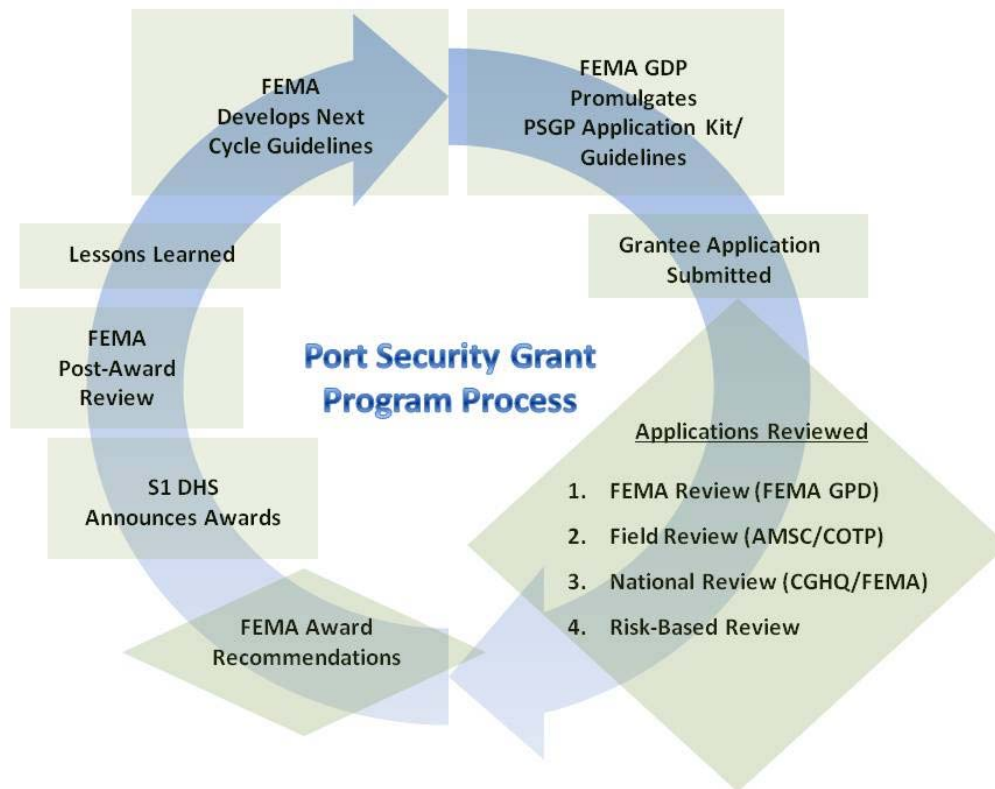 FEMA
Develops Next
Cycle Guidelines
FEMA GDP
Promulgates
PSGP Application Kit/
Guidelines
Grantee Application
Submitted
Applications Reviewed
1. FEMA Review (FEMA GPD)
2. Field Review (AMSC/COTP)
3. National Review (CGHQ/FEMA)
4. Risk-Based Review
FEMA Award
Recommendations
S1 DHS
Announces Awards
FEMA
Post-Award
Review
Lessons Learned
Port Security Grant
Program Process